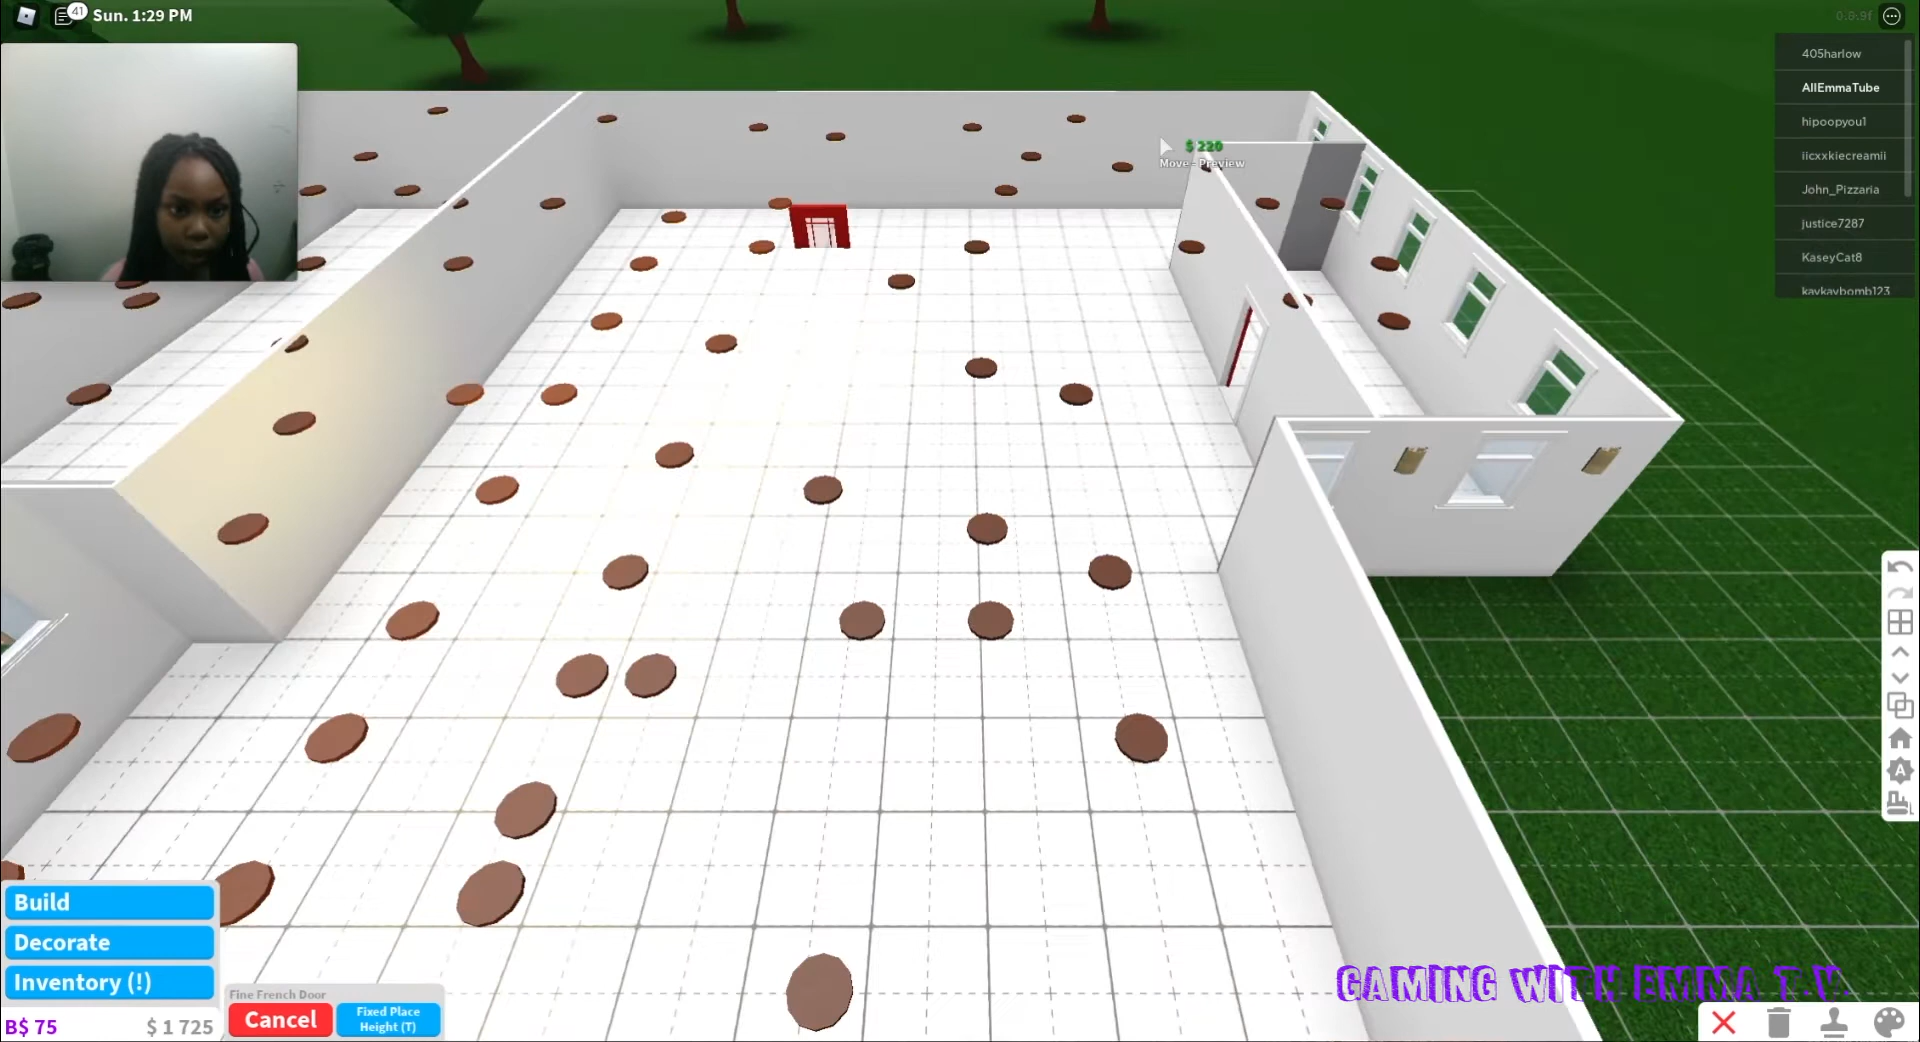 41 Sun. 1:29 PM
405harlow
AllEmmaTube
hipoopyou1
iicxxkiecreamii
John_Pizzaria
justice7287
KaseyCat8
kaykaybomb123
$ 220
Move - Preview
Build
Decorate
Inventory (!)
Fine French Door
Cancel
Fixed Place
Height (T)
B$ 75
$ 1 725
GAMING WITH EMMA T.V.